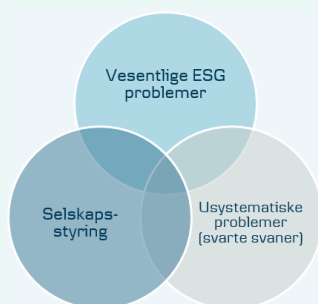 Vesentlige ESG
problemer
Selskaps-
styring
Usystematiske
problemer
(svarte svaner)